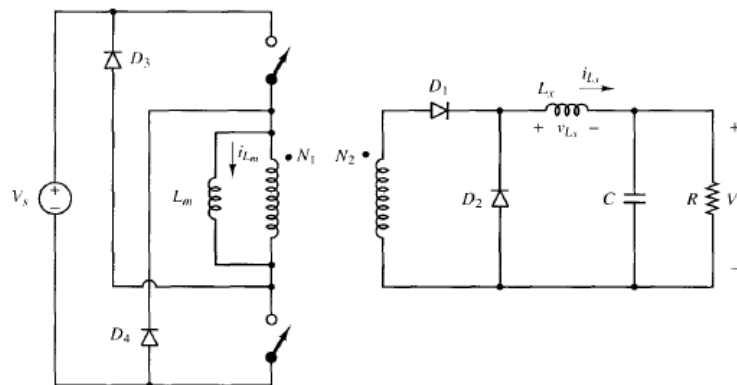 D3
D1
Lx
iLx
+ vLx −
iLm
N1
N2
+
Vs
+
−
Lm
D2
C
R
V
−
D4